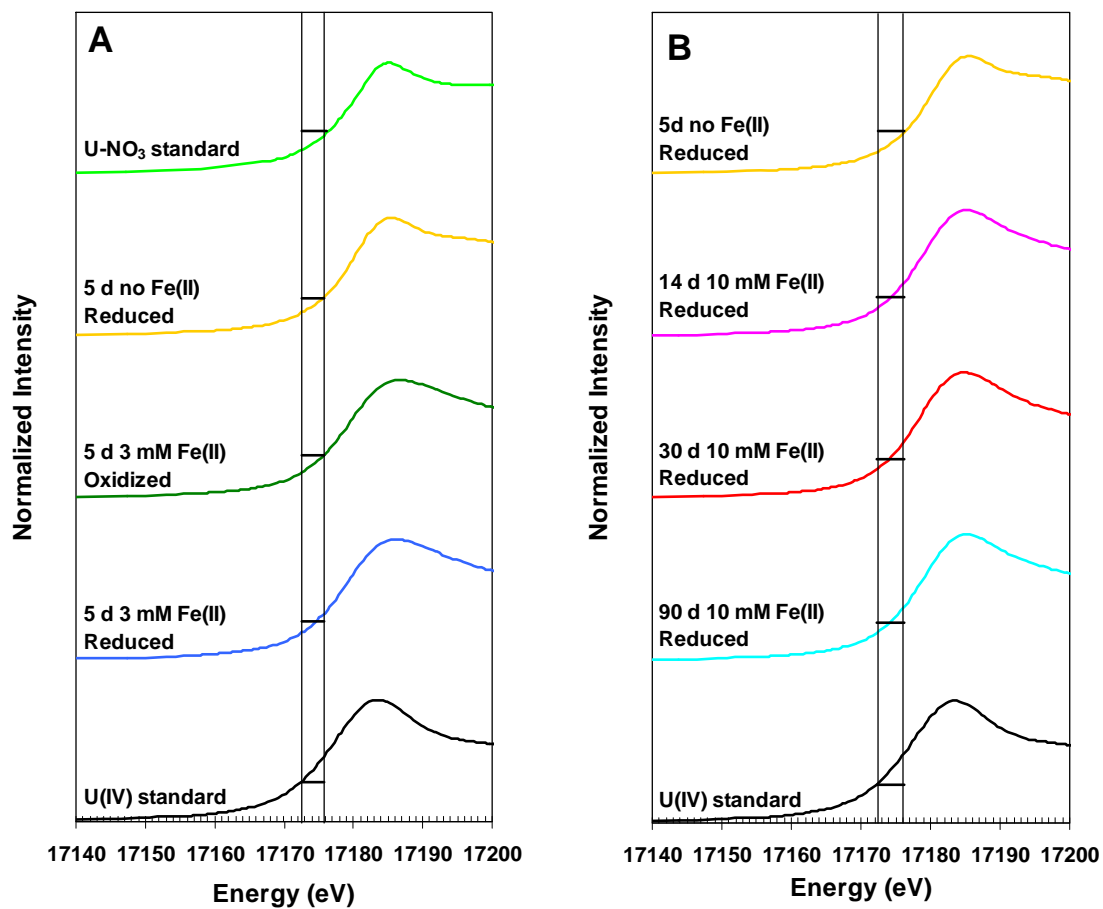 A
U-NO₃ standard
5 d no Fe(II)
Reduced
5 d 3 mM Fe(II)
Oxidized
5 d 3 mM Fe(II)
Reduced
U(IV) standard
Normalized Intensity
17140 17150 17160 17170 17180 17190 17200
Energy (eV)
B
5d no Fe(II)
Reduced
14 d 10 mM Fe(II)
Reduced
30 d 10 mM Fe(II)
Reduced
90 d 10 mM Fe(II)
Reduced
U(IV) standard
Normalized Intensity
17140 17150 17160 17170 17180 17190 17200
Energy (eV)